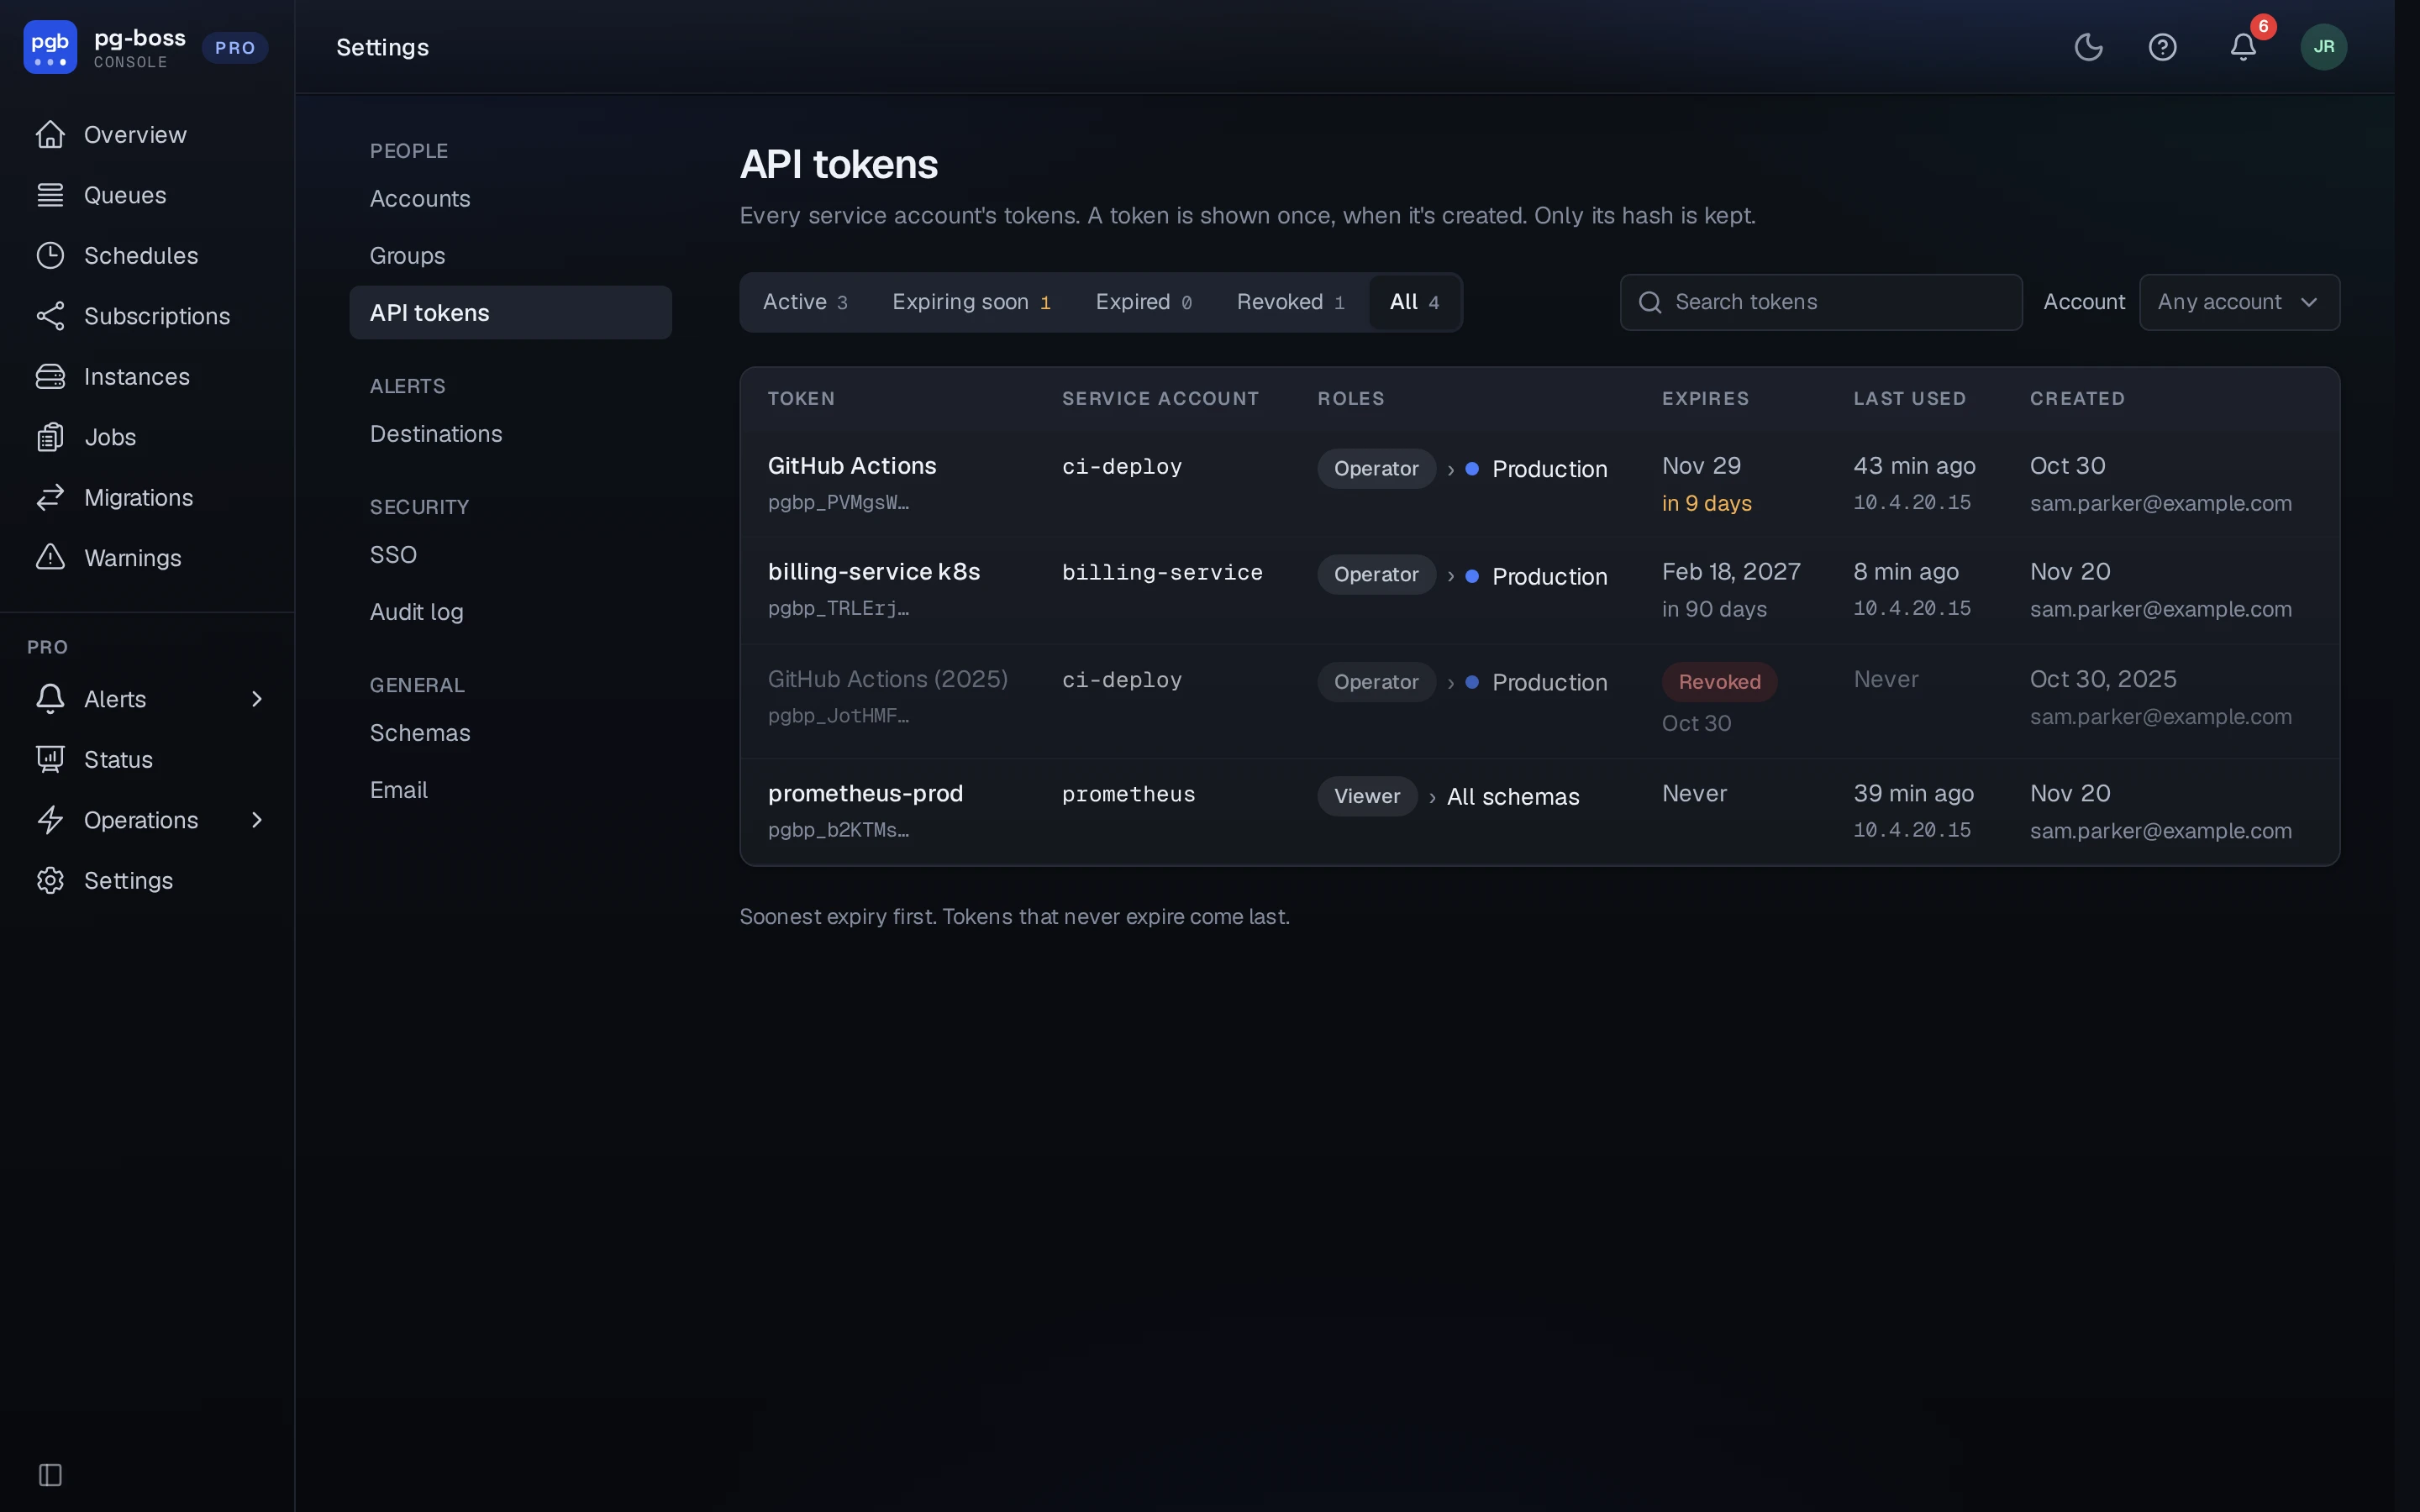 pgb
pg-boss
CONSOLE
PRO
Settings
6
JR
Overview
Queues
Schedules
Subscriptions
Instances
Jobs
Migrations
Warnings
PRO
Alerts
Status
Operations
Settings
PEOPLE
Accounts
Groups
API tokens
ALERTS
Destinations
SECURITY
SSO
Audit log
GENERAL
Schemas
Email
API tokens
Every service account's tokens. A token is shown once, when it's created. Only its hash is kept.
Active 3 Expiring soon 1 Expired 0 Revoked 1 All 4
Search tokens
Account Any account
TOKEN SERVICE ACCOUNT ROLES EXPIRES LAST USED CREATED
GitHub Actions ci-deploy Operator › Production Nov 29 43 min ago Oct 30
pgbp_PVMgsW… in 9 days 10.4.20.15 sam.parker@example.com
billing-service k8s billing-service Operator › Production Feb 18, 2027 8 min ago Nov 20
pgbp_TRLErj… in 90 days 10.4.20.15 sam.parker@example.com
GitHub Actions (2025) ci-deploy Operator › Production Revoked Never Oct 30, 2025
pgbp_JotHMF… Oct 30 sam.parker@example.com
prometheus-prod prometheus Viewer › All schemas Never 39 min ago Nov 20
pgbp_b2KTMs… 10.4.20.15 sam.parker@example.com
Soonest expiry first. Tokens that never expire come last.